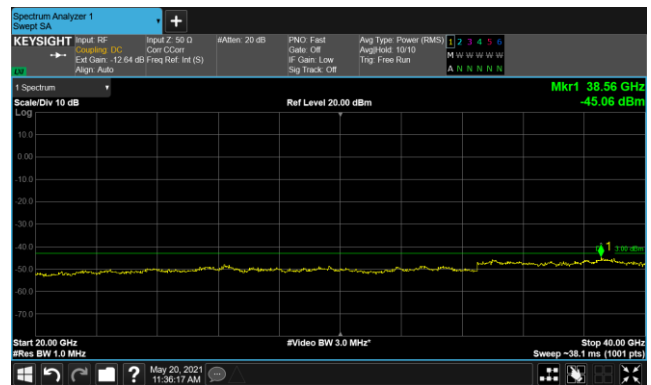 Spectrum Analyzer 1
Swept SA
KEYSIGHT
Input: RF
Coupling: DC
Ext Gain: -12.64 dB
Align: Auto
Input Z: 50 Ω
Corr CCorr
Freq Ref: Int (S)
#Atten: 20 dB
PNO: Fast
Gate: Off
IF Gain: Low
Sig Track: Off
Avg Type: Power (RMS)
Avg|Hold: 10/10
Trig: Free Run
1 2 3 4 5 6
M W W W W W
A N N N N N
1 Spectrum
Mkr1 38.56 GHz
Scale/Div 10 dB
Ref Level 20.00 dBm
-45.06 dBm
Log
10.0
0.00
-10.0
-20.0
-30.0
-40.0
1
-50.0
-60.0
-70.0
Start 20.00 GHz
#Video BW 3.0 MHz*
Stop 40.00 GHz
#Res BW 1.0 MHz
Sweep ~38.1 ms (1001 pts)
?
May 20, 2021
11:36:17 AM